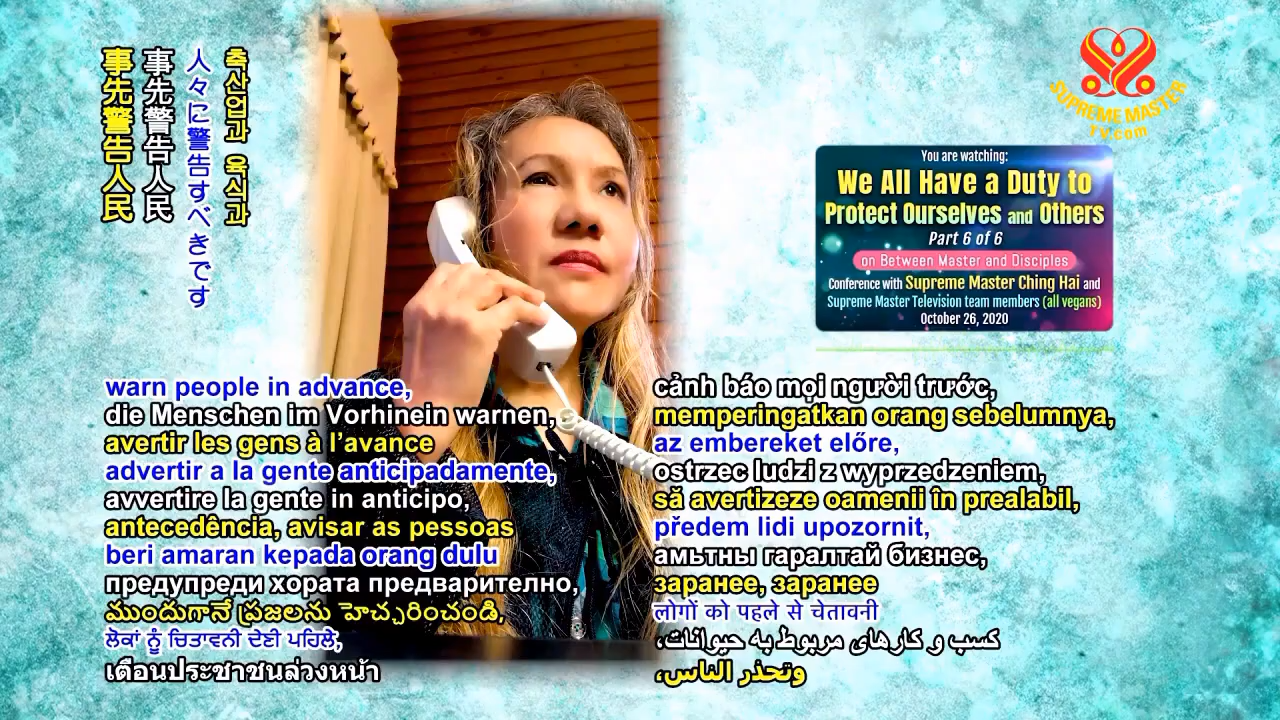 事先警告人民
事先警告人民
人々に警告すべきです
축산업과 육식과
SUPREME MASTER
TV.com
You are watching:
We All Have a Duty to
Protect Ourselves and Others
Part 6 of 6
on Between Master and Disciples
Conference with Supreme Master Ching Hai and
Supreme Master Television team members (all vegans)
October 26, 2020
warn people in advance,
die Menschen im Vorhinein warnen,
avertir les gens à l’avance
advertir a la gente anticipadamente,
avvertire la gente in anticipo,
antecedência, avisar as pessoas
beri amaran kepada orang dulu
предупреди хората предварително,
ముందుగానే ప్రజలను హెచ్చరించండి,
ਲੋਕਾਂ ਨੂੰ ਚਿਤਾਵਨੀ ਦੇਣੀ ਪਹਿਲੇ,
เตือนประชาชนล่วงหน้า
cảnh báo mọi người trước,
memperingatkan orang sebelumnya,
az embereket előre,
ostrzec ludzi z wyprzedzeniem,
să avertizeze oamenii în prealabil,
předem lidi upozornit,
амьтны гаралтай бизнес,
заранее, заранее
लोगों को पहले से चेतावनी
کسب و کارهای مربوط به حیوانات،
وتحذر الناس،